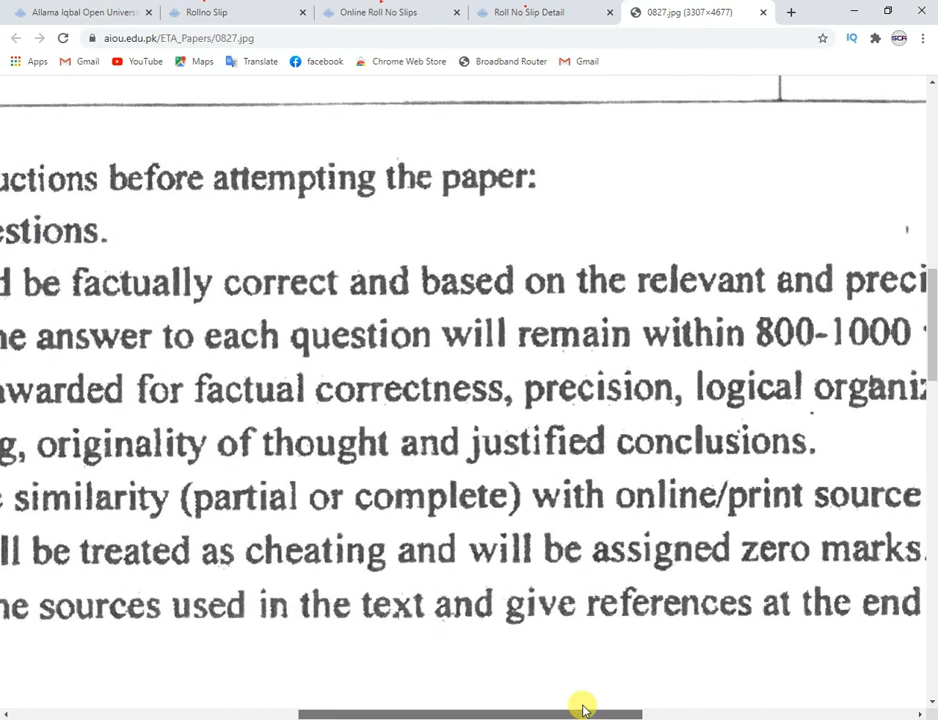 Allama Iqbal Open Univers
Rollno Slip
Online Roll No Slips
Roll No Slip Detail
0827.jpg (3307×4677)
aiou.edu.pk/ETA_Papers/0827.jpg
Apps
Gmail
YouTube
Maps
Translate
facebook
Chrome Web Store
Broadband Router
Gmail
uctions before attempting the paper:
estions.
d be factually correct and based on the relevant and preci
he answer to each question will remain within 800-1000
awarded for factual correctness, precision, logical organiz
g, originality of thought and justified conclusions.
e similarity (partial or complete) with online/print source
ll be treated as cheating and will be assigned zero marks.
he sources used in the text and give references at the end